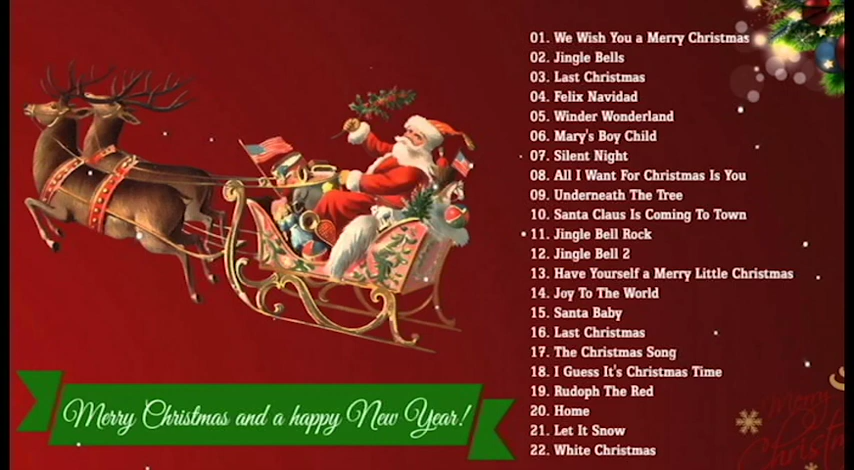 01. We Wish You a Merry Christmas
02. Jingle Bells
03. Last Christmas
04. Felix Navidad
05. Winder Wonderland
06. Mary's Boy Child
07. Silent Night
08. All I Want For Christmas Is You
09. Underneath The Tree
10. Santa Claus Is Coming To Town
11. Jingle Bell Rock
12. Jingle Bell 2
13. Have Yourself a Merry Little Christmas
14. Joy To The World
15. Santa Baby
16. Last Christmas
17. The Christmas Song
18. I Guess It's Christmas Time
19. Rudoph The Red
20. Home
21. Let It Snow
22. White Christmas
Merry Christmas and a happy New Year!
Merry
Christm